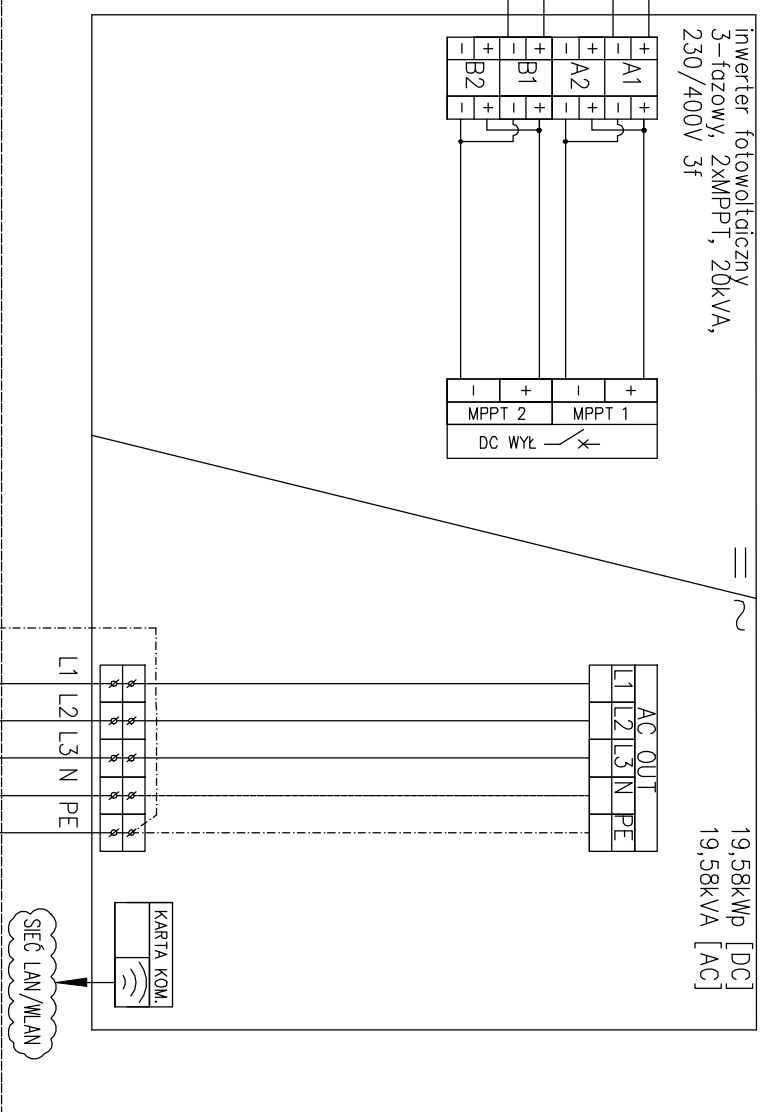 inwerter fotowoltaiczny
3-fazowy, 2xMPPT, 20kVA,
230/400V 3f
19,58kWp [DC]
19,58kVA [AC]
= ~
- + - + - + - +
B2 B1 A2 A1
- + - + - + - +
- + - +
MPPT 2 MPPT 1
DC WYŁ
AC OUT
L1 L2 L3 N PE
L1 L2 L3 N PE
KARTA KOM.
SIEĆ LAN/WLAN